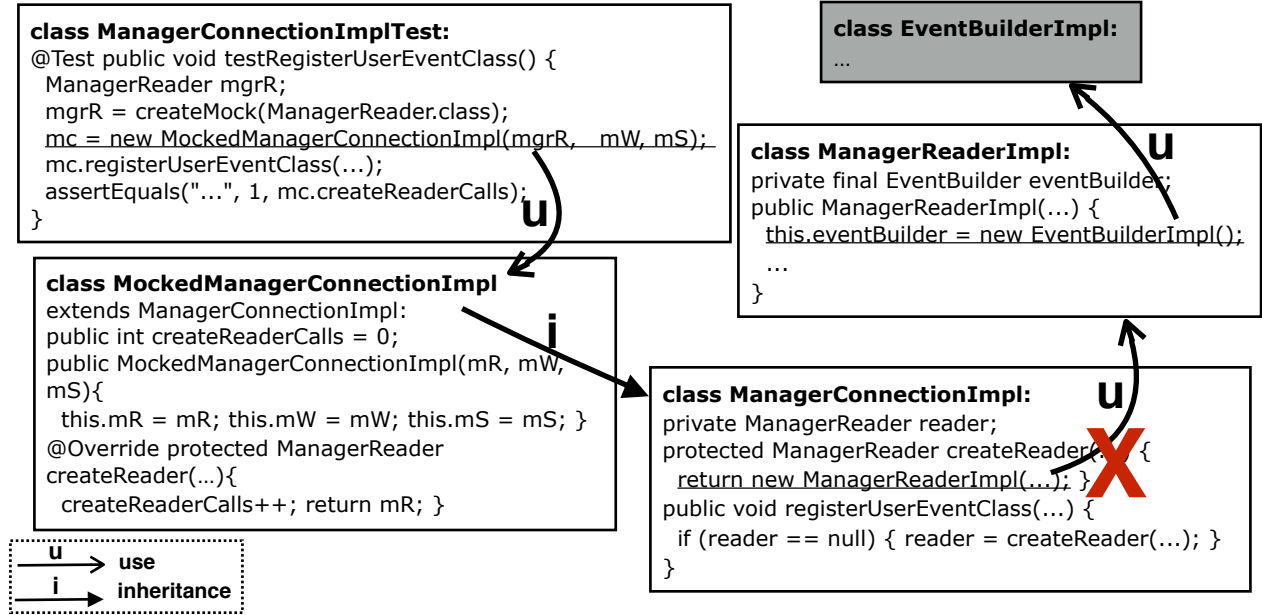 class ManagerConnectionImplTest:
@Test public void testRegisterUserEventClass() {
ManagerReader mgrR;
mgrR = createMock(ManagerReader.class);
mc = new MockedManagerConnectionImpl(mgrR, mW, mS);
mc.registerUserEventClass(...);
assertEquals("...", 1, mc.createReaderCalls);
}
u
class EventBuilderImpl:
...
u
class ManagerReaderImpl:
private final EventBuilder eventBuilder;
public ManagerReaderImpl(...) {
this.eventBuilder = new EventBuilderImpl();
...
}
class MockedManagerConnectionImpl
extends ManagerConnectionImpl:
public int createReaderCalls = 0;
public MockedManagerConnectionImpl(mR, mW,
mS){
this.mR = mR; this.mW = mW; this.mS = mS; }
@Override protected ManagerReader
createReader(...){
createReaderCalls++; return mR; }
i
class ManagerConnectionImpl:
private ManagerReader reader;
protected ManagerReader createReader(...) {
return new ManagerReaderImpl(...); }
public void registerUserEventClass(...) {
if (reader == null) { reader = createReader(...); }
}
u
X
u
use
i
inheritance